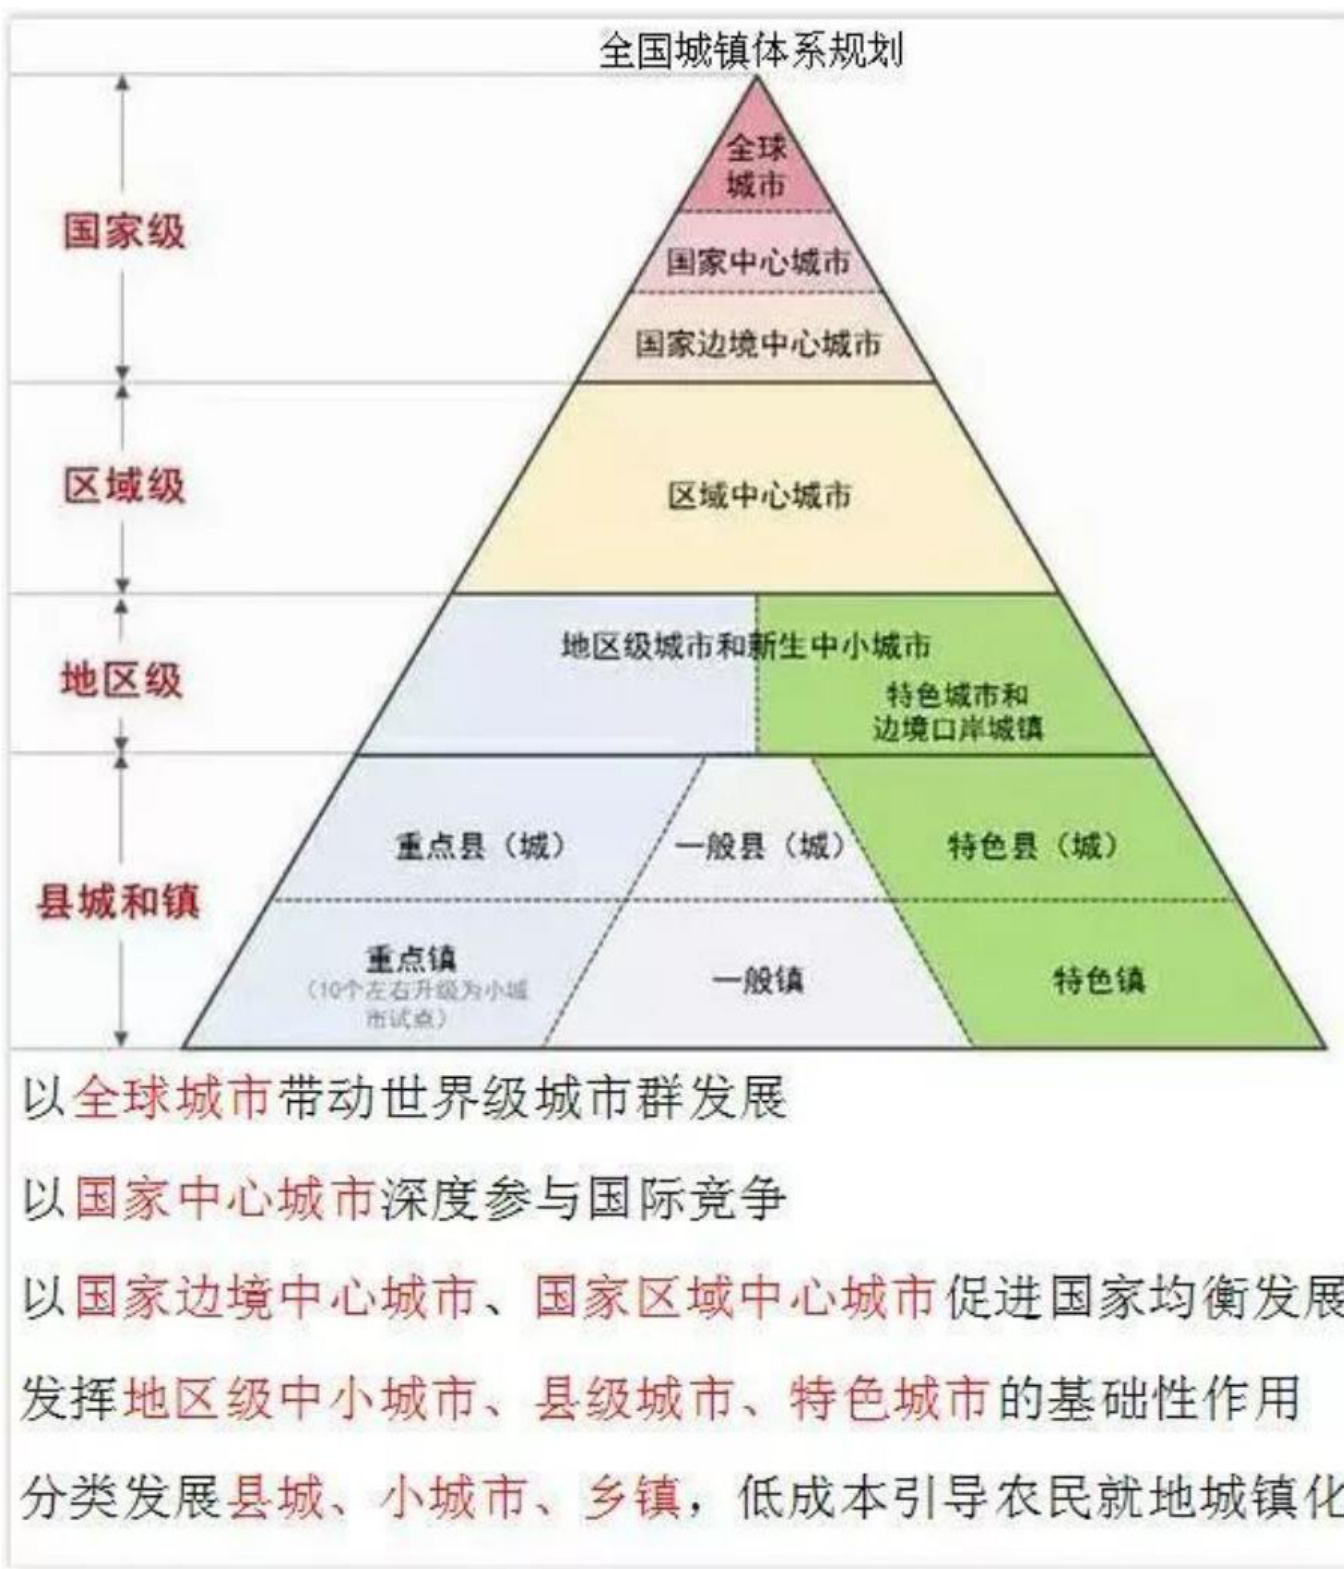 全国城镇体系规划
国家级
全球
城市
国家中心城市
国家边境中心城市
区域级
区域中心城市
地区级
地区级城市和新生中小城市
特色城市和
边境口岸城镇
县城和镇
重点县（城）
一般县（城）
特色县（城）
重点镇
（10个左右升级为小城
市试点）
一般镇
特色镇
以全球城市带动世界级城市群发展
以国家中心城市深度参与国际竞争
以国家边境中心城市、国家区域中心城市促进国家均衡发展
发挥地区级中小城市、县级城市、特色城市的基础性作用
分类发展县城、小城市、乡镇，低成本引导农民就地城镇化